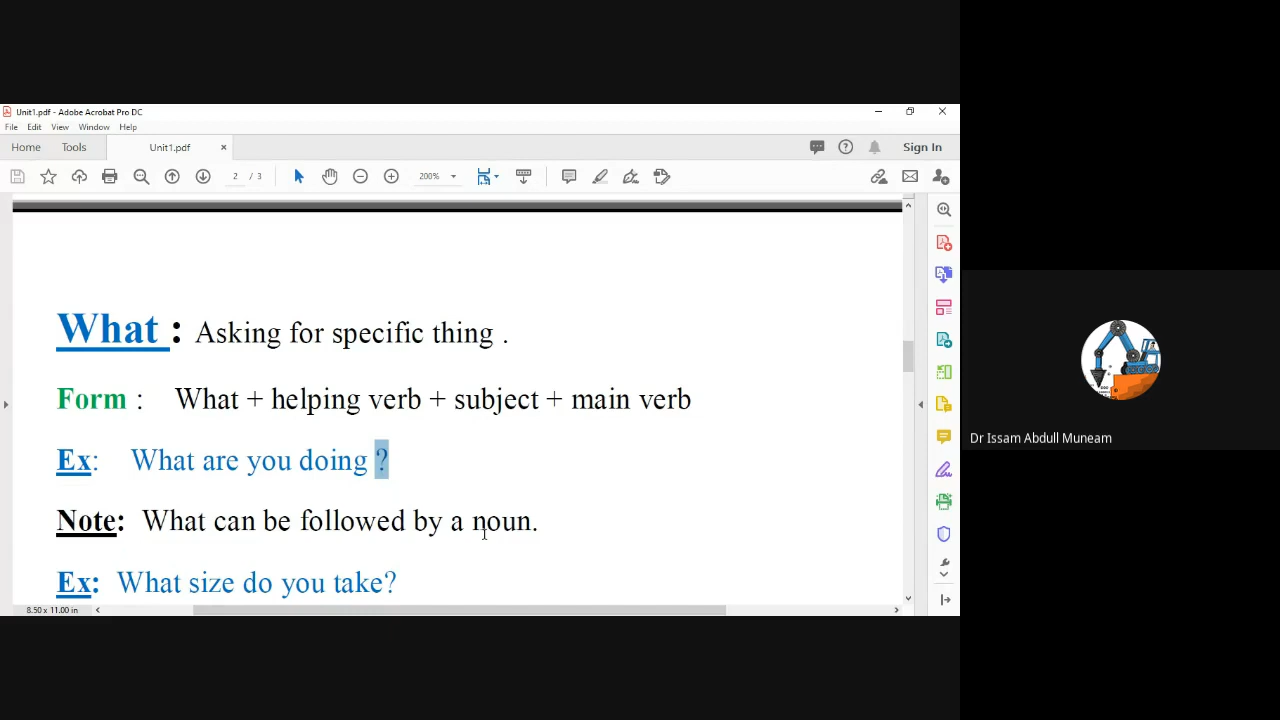 Unit1.pdf - Adobe Acrobat Pro DC
File Edit View Window Help
Home Tools Unit1.pdf × Sign In
2 / 3 200%
What : Asking for specific thing .
Form : What + helping verb + subject + main verb
Ex: What are you doing ?
Note: What can be followed by a noun.
Ex: What size do you take?
8.50 x 11.00 in
Dr Issam Abdull Muneam